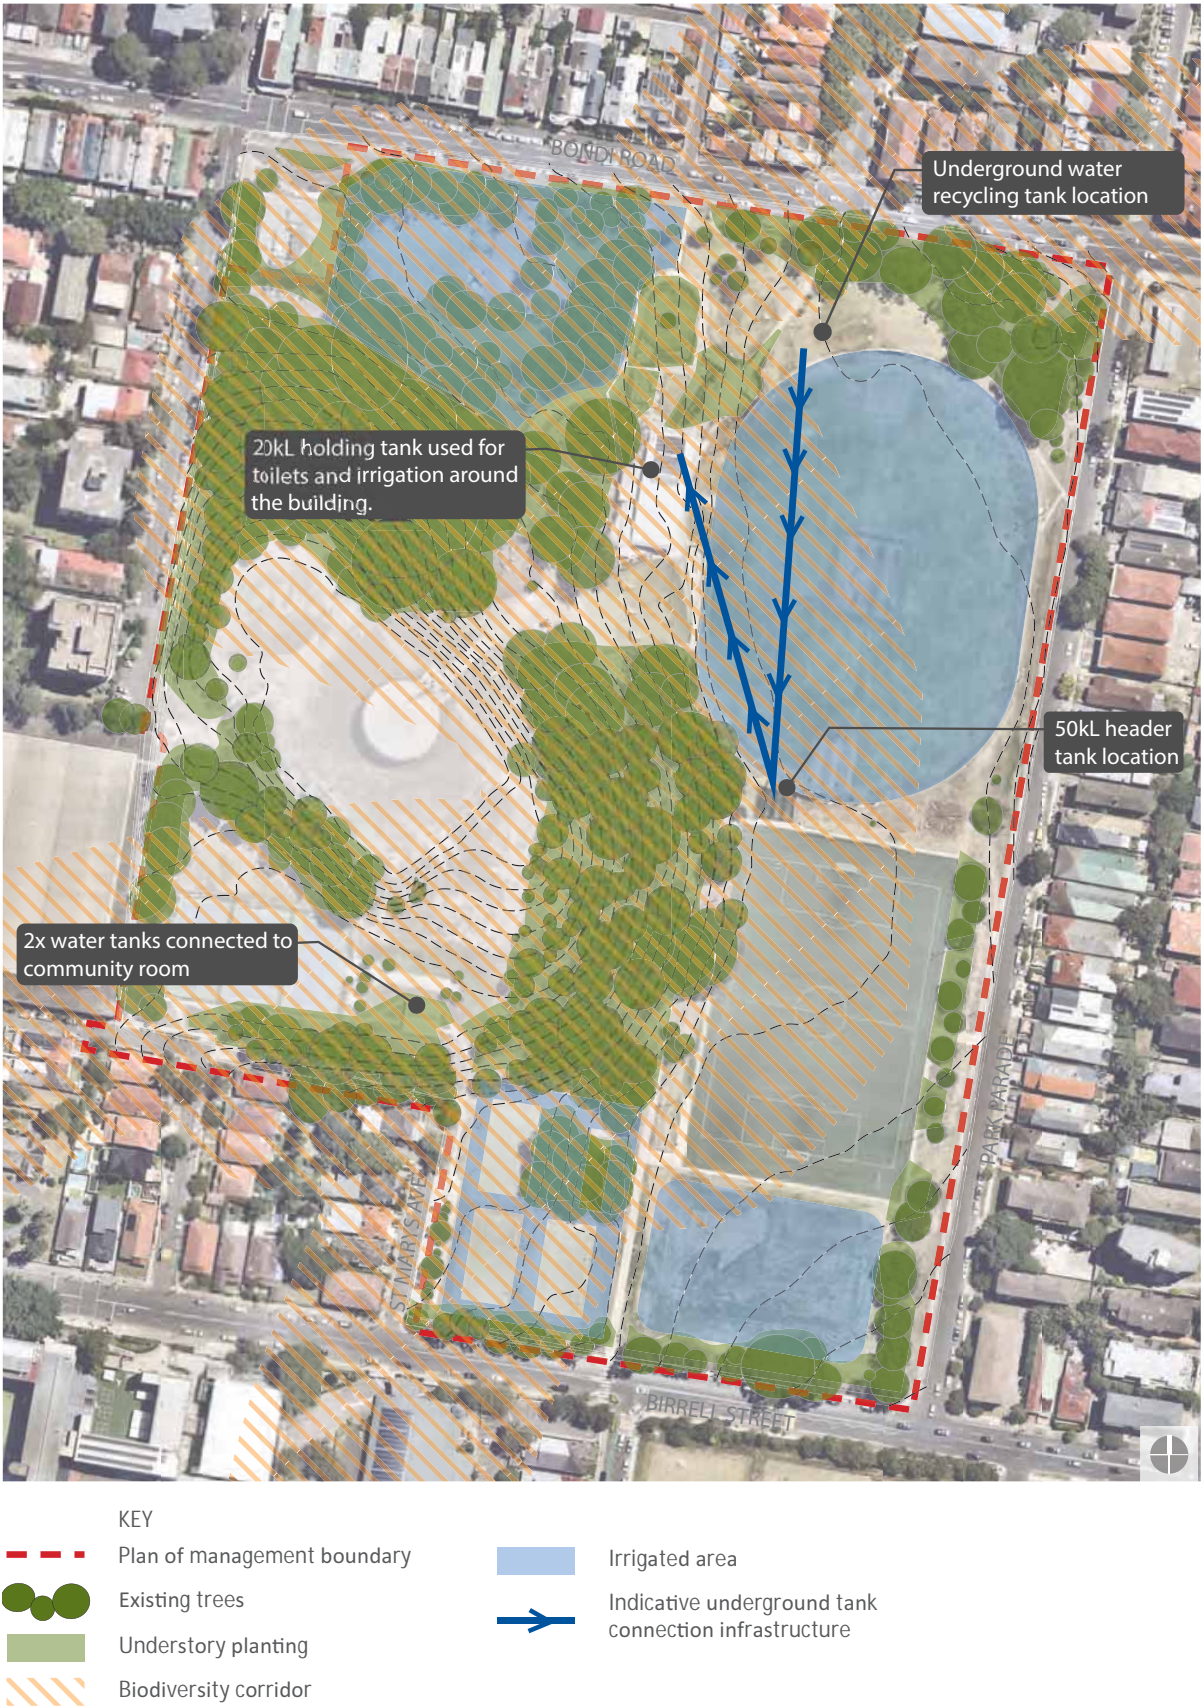 BONDI ROAD
Underground water
recycling tank location
20kL holding tank used for
toilets and irrigation around
the building.
50kL header
tank location
2x water tanks connected to
community room
PARK PARADE
ST MARYS AVE
BIRRELL STREET
KEY
Plan of management boundary
Existing trees
Understory planting
Biodiversity corridor
Irrigated area
Indicative underground tank
connection infrastructure